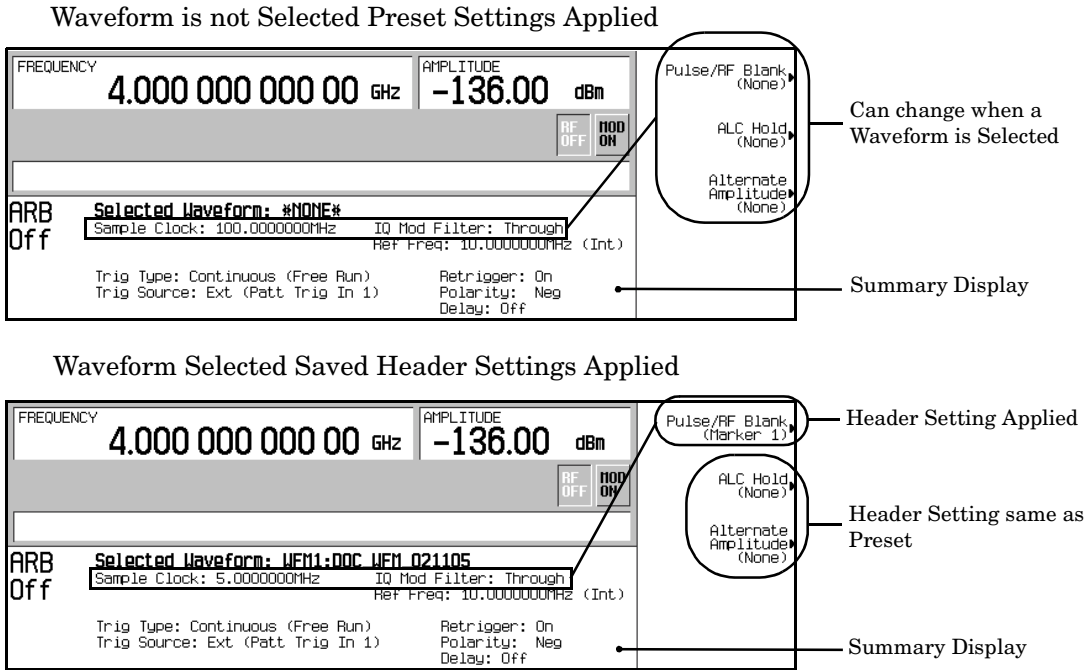 Waveform is not Selected Preset Settings Applied
FREQUENCY
4.000 000 000 00 GHz
AMPLITUDE
-136.00 dBm
RF OFF
MOD ON
Pulse/RF Blank
(None)
ALC Hold
(None)
Alternate
Amplitude
(None)
Can change when a
Waveform is Selected
ARB
Off
Selected Waveform: *NONE*
Sample Clock: 100.0000000MHz IQ Mod Filter: Through
Ref Freq: 10.0000000MHz (Int)
Trig Type: Continuous (Free Run) Retrigger: On
Trig Source: Ext (Patt Trig In 1) Polarity: Neg
Delay: Off
Summary Display
Waveform Selected Saved Header Settings Applied
FREQUENCY
4.000 000 000 00 GHz
AMPLITUDE
-136.00 dBm
RF OFF
MOD ON
Pulse/RF Blank
(Marker 1)
Header Setting Applied
ALC Hold
(None)
Alternate
Amplitude
(None)
Header Setting same as
Preset
ARB
Off
Selected Waveform: WFM1:DOC_WFM_021105
Sample Clock: 5.0000000MHz IQ Mod Filter: Through
Ref Freq: 10.0000000MHz (Int)
Trig Type: Continuous (Free Run) Retrigger: On
Trig Source: Ext (Patt Trig In 1) Polarity: Neg
Delay: Off
Summary Display